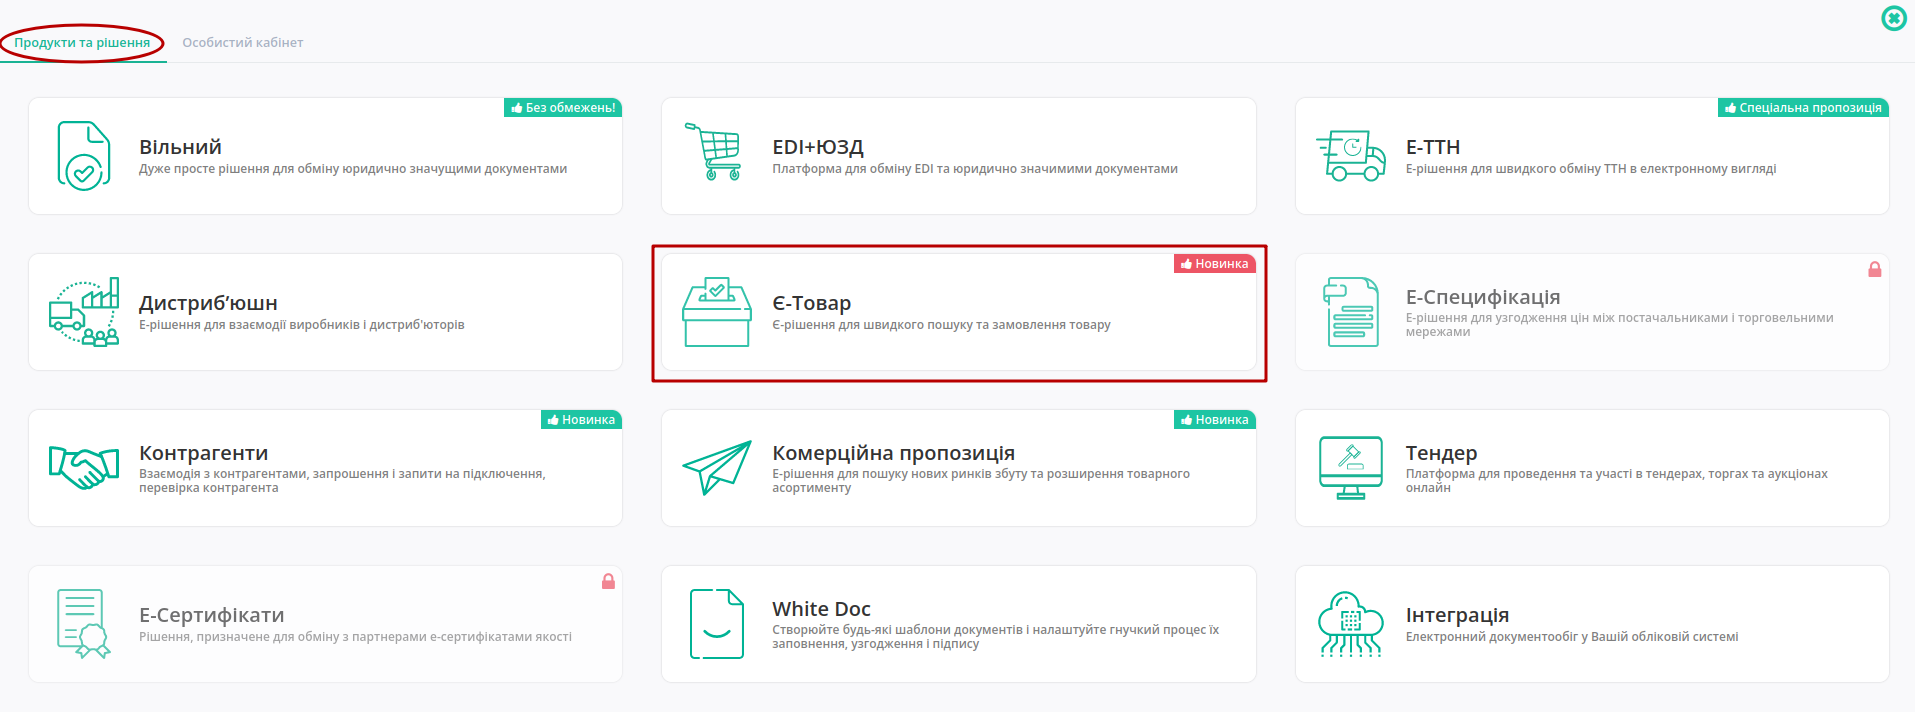 Продукти та рішення
Особистий кабінет
Без обмежень!
Вільний
Дуже просте рішення для обміну юридично значущими документами
EDI+ЮЗД
Платформа для обміну EDI та юридично значимими документами
Спеціальна пропозиція
Е-ТТН
Е-рішення для швидкого обміну ТТН в електронному вигляді
Дистриб’юшн
Е-рішення для взаємодії виробників і дистриб'юторів
Новинка
Є-Товар
Є-рішення для швидкого пошуку та замовлення товару
Е-Специфікація
Е-рішення для узгодження цін між постачальниками і торговельними
мережами
Новинка
Контрагенти
Взаємодія з контрагентами, запрошення і запити на підключення,
перевірка контрагента
Новинка
Комерційна пропозиція
Е-рішення для пошуку нових ринків збуту та розширення товарного
асортименту
Тендер
Платформа для проведення та участі в тендерах, торгах та аукціонах
онлайн
Е-Сертифікати
Рішення, призначене для обміну з партнерами е-сертифікатами якості
White Doc
Створюйте будь-які шаблони документів і налаштуйте гнучкий процес їх
заповнення, узгодження і підпису
Інтеграція
Електронний документообіг у Вашій обліковій системі